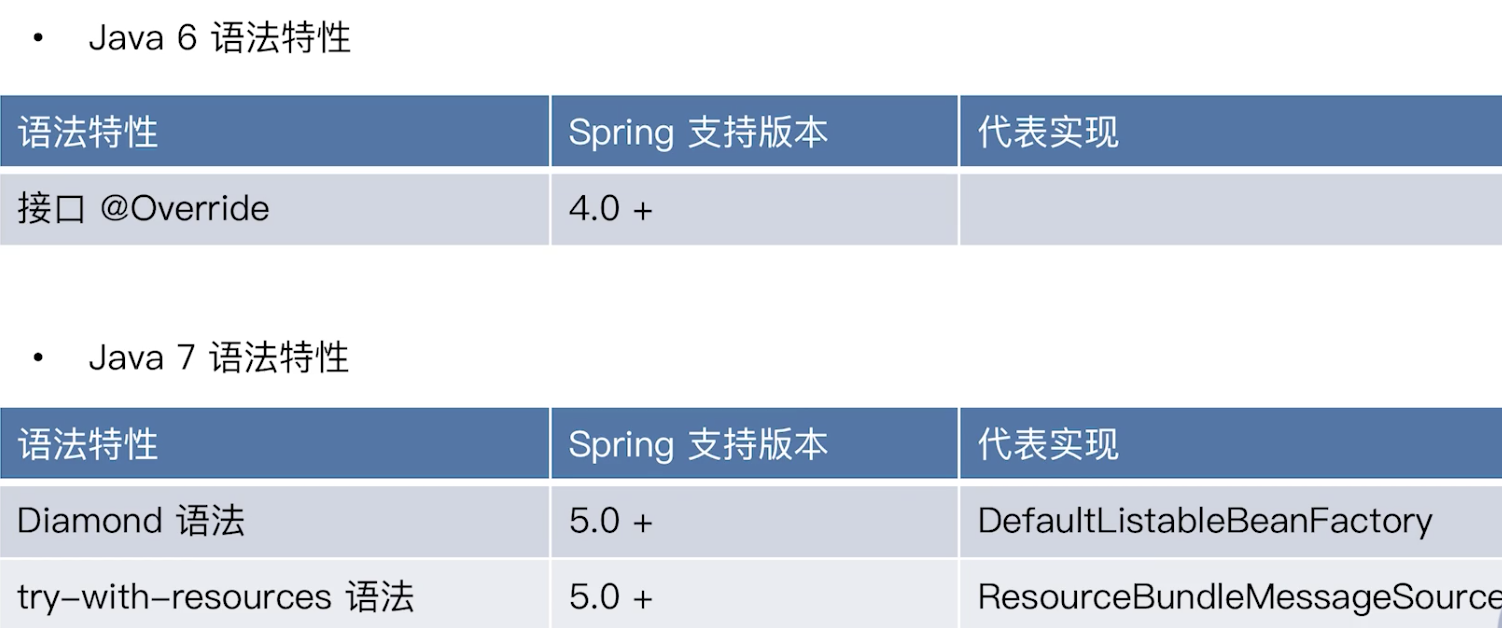 • Java 6 语法特性
语法特性 Spring 支持版本 代表实现
接口 @Override 4.0 +
• Java 7 语法特性
语法特性 Spring 支持版本 代表实现
Diamond 语法 5.0 + DefaultListableBeanFactory
try-with-resources 语法 5.0 + ResourceBundleMessageSource